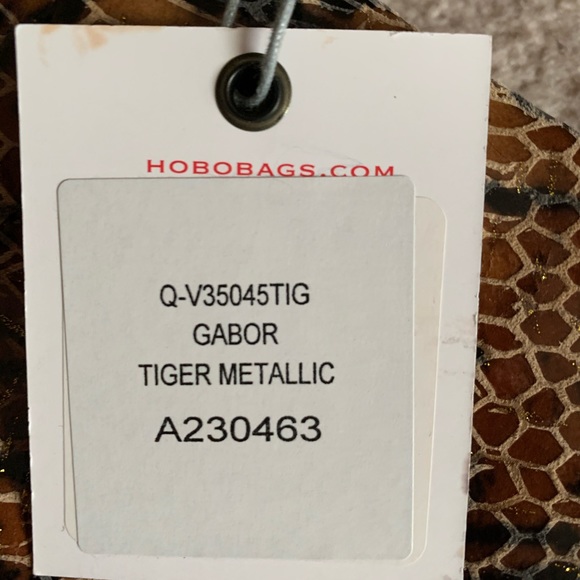 HOBOBAGS.COM
Q-V35045TIG
GABOR
TIGER METALLIC
A230463